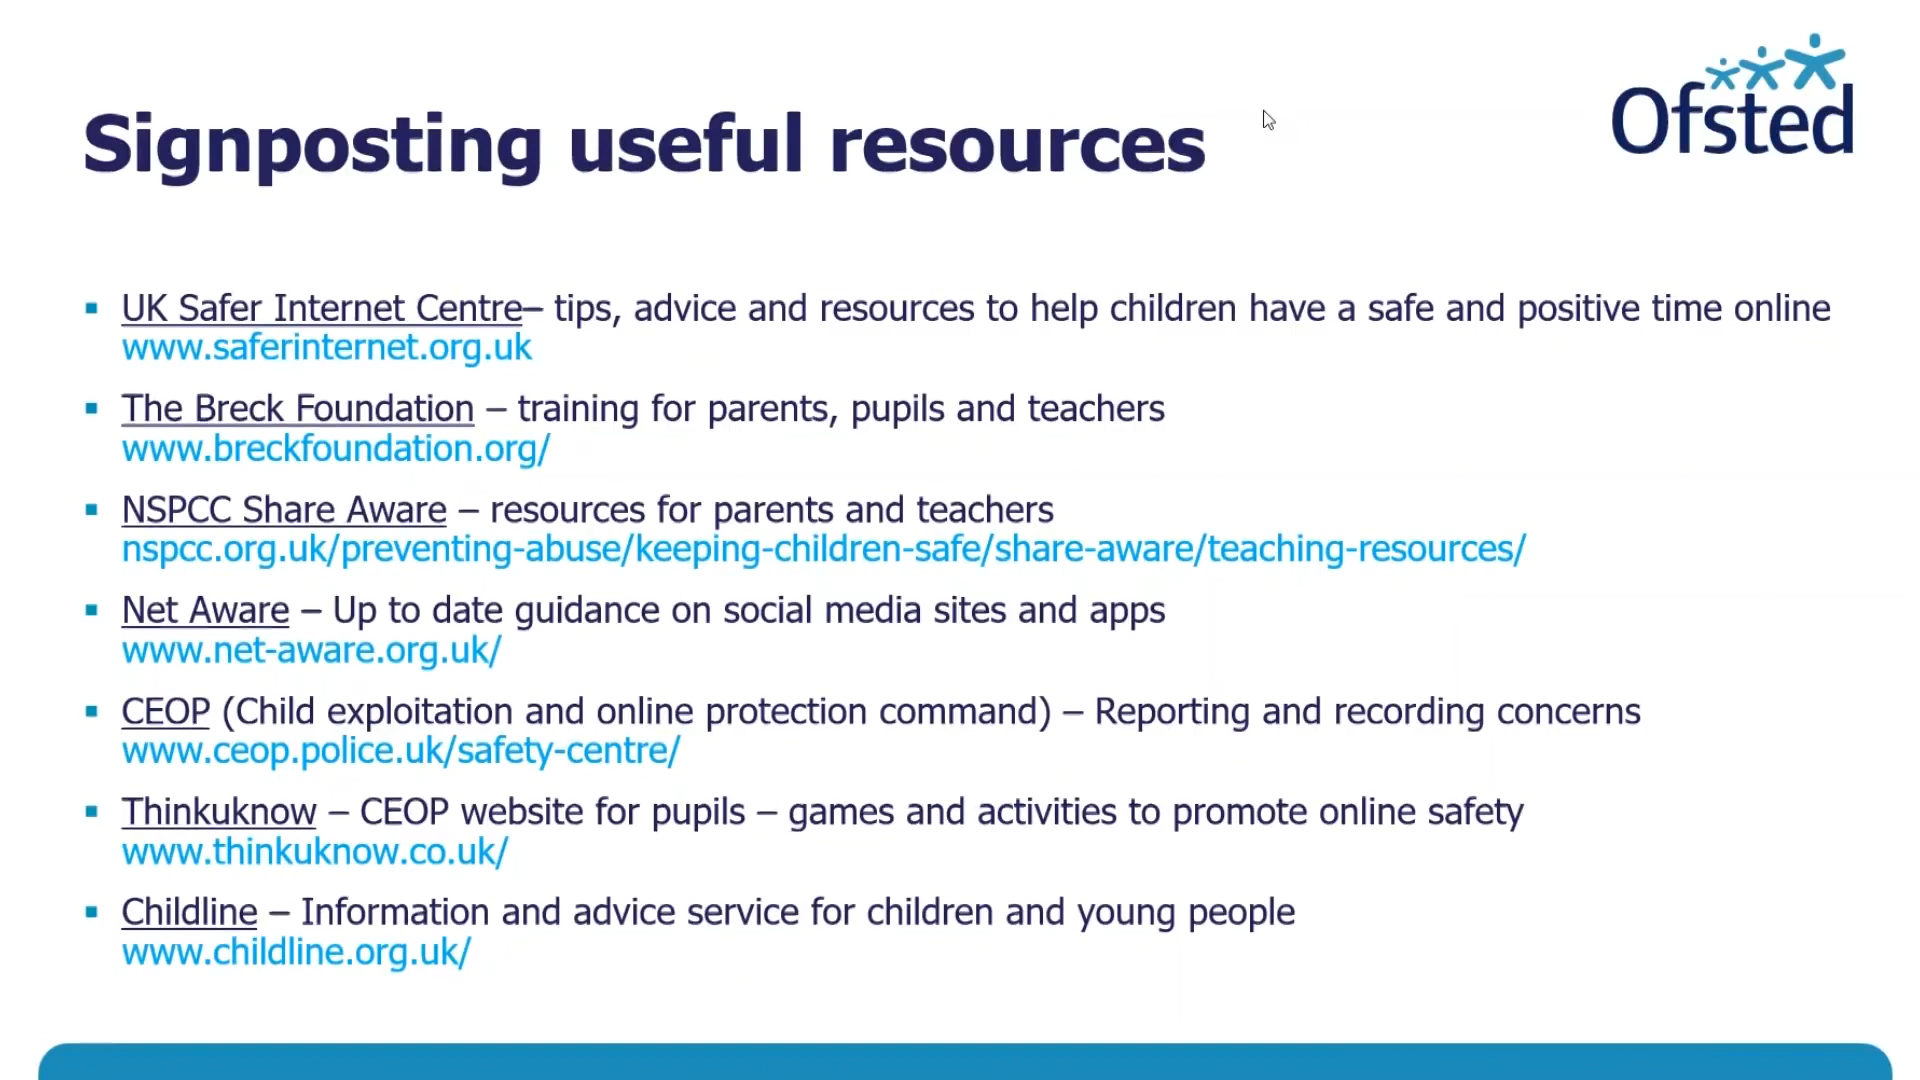 Ofsted
Signposting useful resources
▪ UK Safer Internet Centre– tips, advice and resources to help children have a safe and positive time online
www.saferinternet.org.uk
▪ The Breck Foundation – training for parents, pupils and teachers
www.breckfoundation.org/
▪ NSPCC Share Aware – resources for parents and teachers
nspcc.org.uk/preventing-abuse/keeping-children-safe/share-aware/teaching-resources/
▪ Net Aware – Up to date guidance on social media sites and apps
www.net-aware.org.uk/
▪ CEOP (Child exploitation and online protection command) – Reporting and recording concerns
www.ceop.police.uk/safety-centre/
▪ Thinkuknow – CEOP website for pupils – games and activities to promote online safety
www.thinkuknow.co.uk/
▪ Childline – Information and advice service for children and young people
www.childline.org.uk/